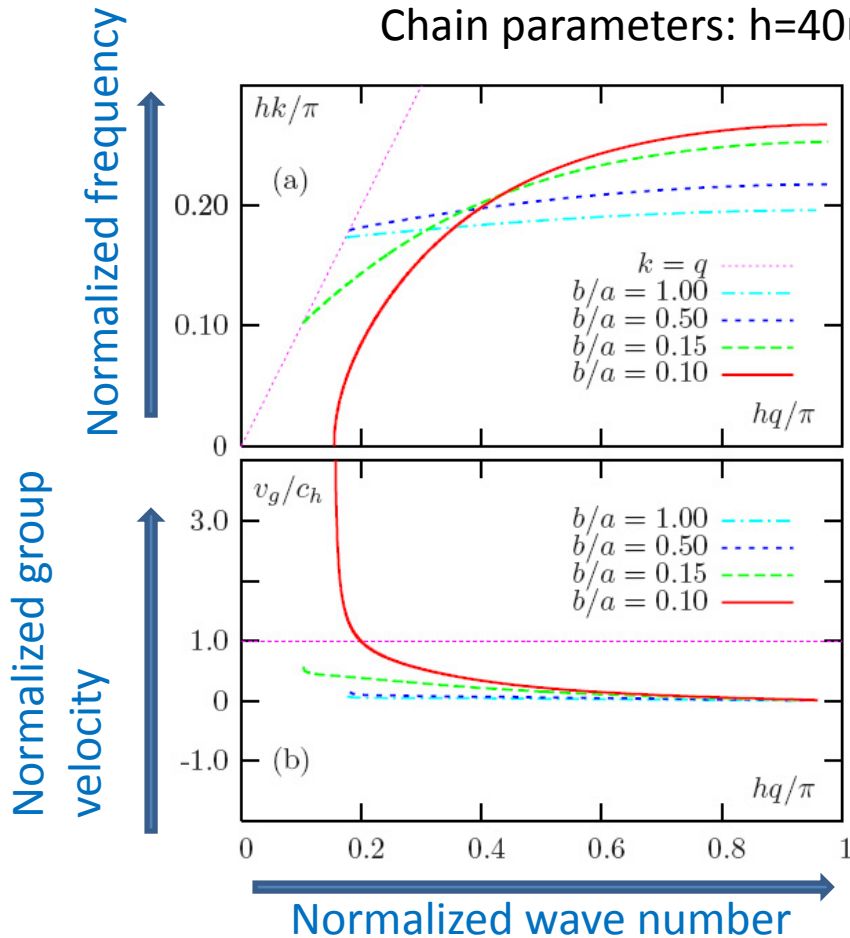 Chain parameters: h=40
Normalized frequency
hk/π
(a)
0.20
0.10
0
k = q
b/a = 1.00
b/a = 0.50
b/a = 0.15
b/a = 0.10
hq/π
Normalized group
velocity
v_g/c_h
3.0
1.0
0
-1.0
b/a = 1.00
b/a = 0.50
b/a = 0.15
b/a = 0.10
(b)
hq/π
0 0.2 0.4 0.6 0.8 1
Normalized wave number